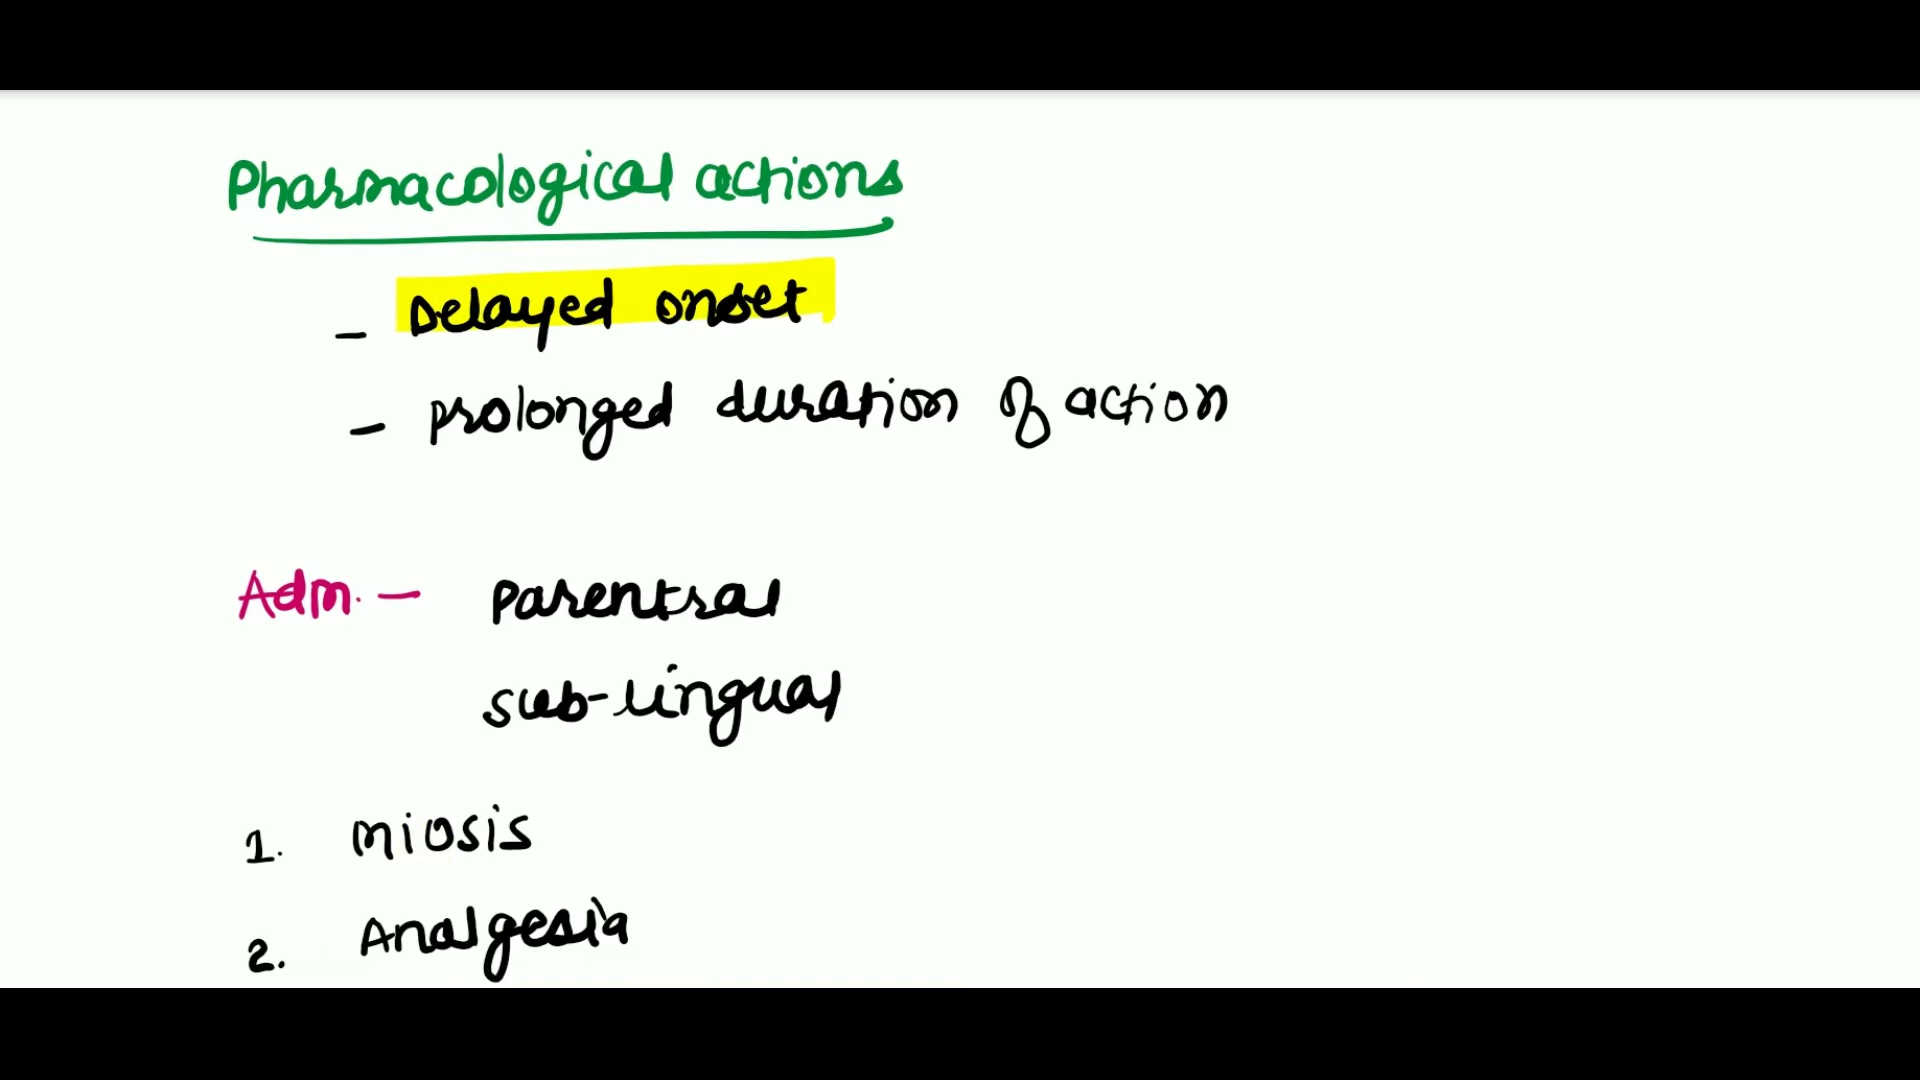 Pharmacological actions
- Delayed onset
- Prolonged duration of action
Adm. - Parentral
sub-lingual
1. Miosis
2. Analgesia